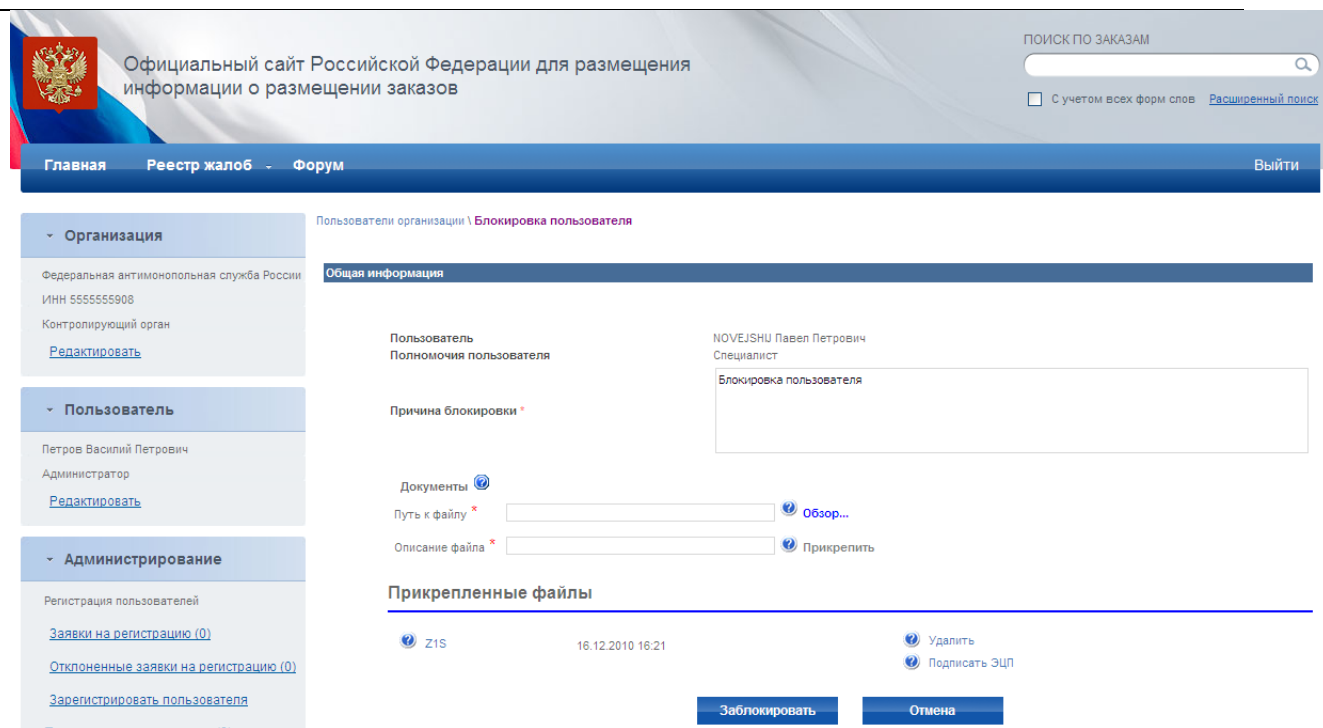 Официальный сайт Российской Федерации для размещения
информации о размещении заказов
ПОИСК ПО ЗАКАЗАМ
С учетом всех форм слов Расширенный поиск
Главная Реестр жалоб Форум Выйти
Организация
Федеральная антимонопольная служба России
ИНН 5555555908
Контролирующий орган
Редактировать
Пользователь
Петров Василий Петрович
Администратор
Редактировать
Администрирование
Регистрация пользователей
Заявки на регистрацию (0)
Отклоненные заявки на регистрацию (0)
Зарегистрировать пользователя
Пользователи организации \ Блокировка пользователя
Общая информация
Пользователь NOVEJSHU Павел Петрович
Полномочия пользователя Специалист
Причина блокировки * Блокировка пользователя
Документы
Путь к файлу * Обзор...
Описание файла * Прикрепить
Прикрепленные файлы
Z1S 16.12.2010 16:21 Удалить
Подписать ЭЦП
Заблокировать Отмена